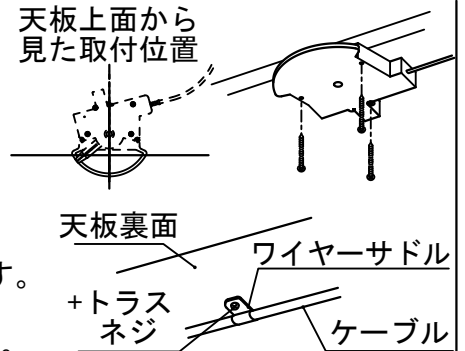 天板上面から
見た取付位置
天板裏面
ワイヤーサドル
す。
+トラス
ネジ
ケーブル
。